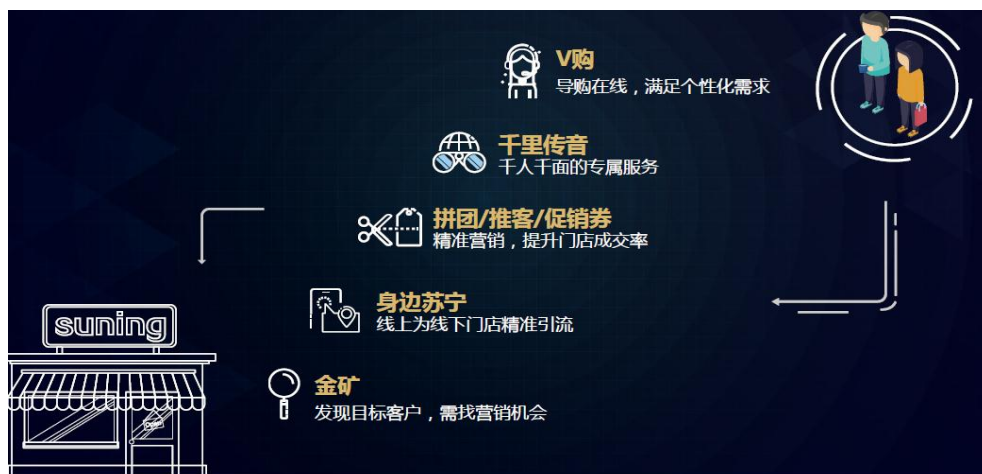 V购
导购在线，满足个性化需求
千里传音
千人千面的专属服务
拼团/推客/促销券
精准营销，提升门店成交率
身边苏宁
线上为线下门店精准引流
suning
金矿
发现目标客户，需找营销机会
Open